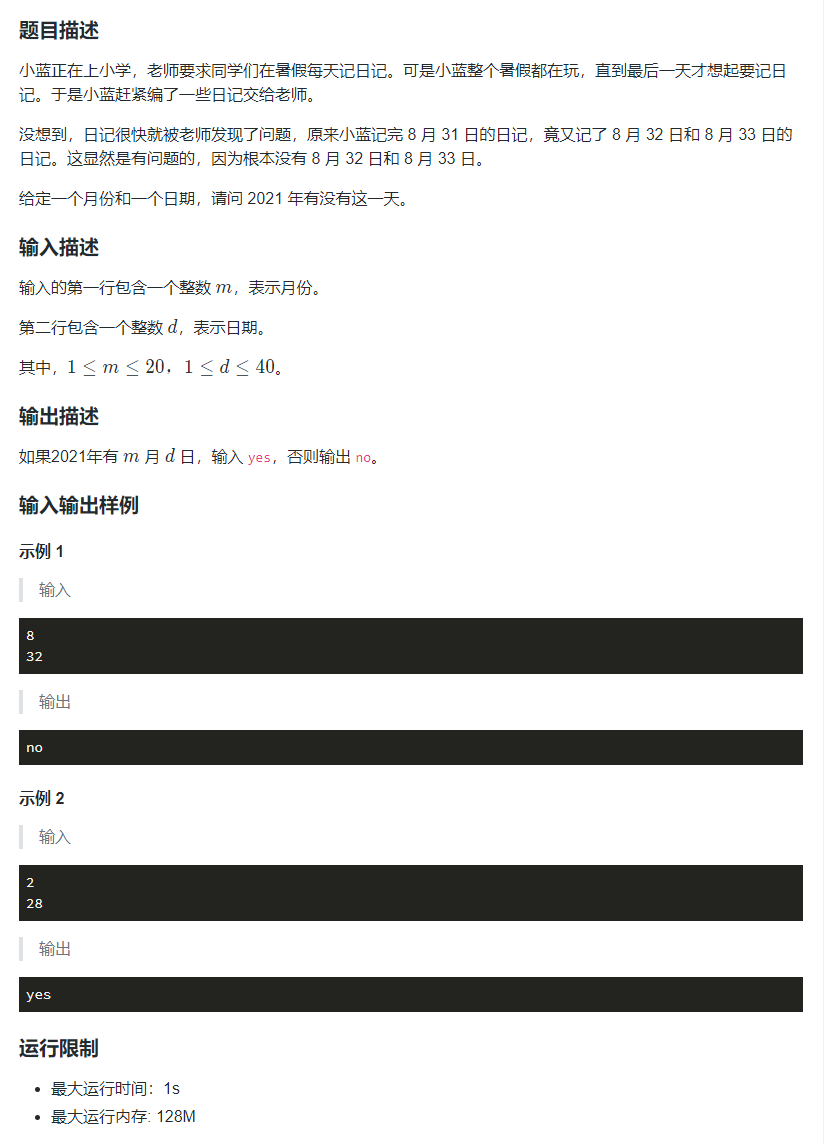 题目描述
小蓝正在上小学，老师要求同学们在暑假每天记日记。可是小蓝整个暑假都在玩，直到最后一天才想起要记日
记。于是小蓝赶紧编了一些日记交给老师。
没想到，日记很快就被老师发现了问题，原来小蓝记完 8 月 31 日的日记，竟又记了 8 月 32 日和 8 月 33 日的
日记。这显然是有问题的，因为根本没有 8 月 32 日和 8 月 33 日。
给定一个月份和一个日期，请问 2021 年有没有这一天。
输入描述
输入的第一行包含一个整数 m，表示月份。
第二行包含一个整数 d，表示日期。
其中，1 ≤ m ≤ 20，1 ≤ d ≤ 40。
输出描述
如果2021年有 m 月 d 日，输入 yes，否则输出 no。
输入输出样例
示例 1
输入
8
32
输出
no
示例 2
输入
2
28
输出
yes
运行限制
• 最大运行时间：1s
• 最大运行内存: 128M